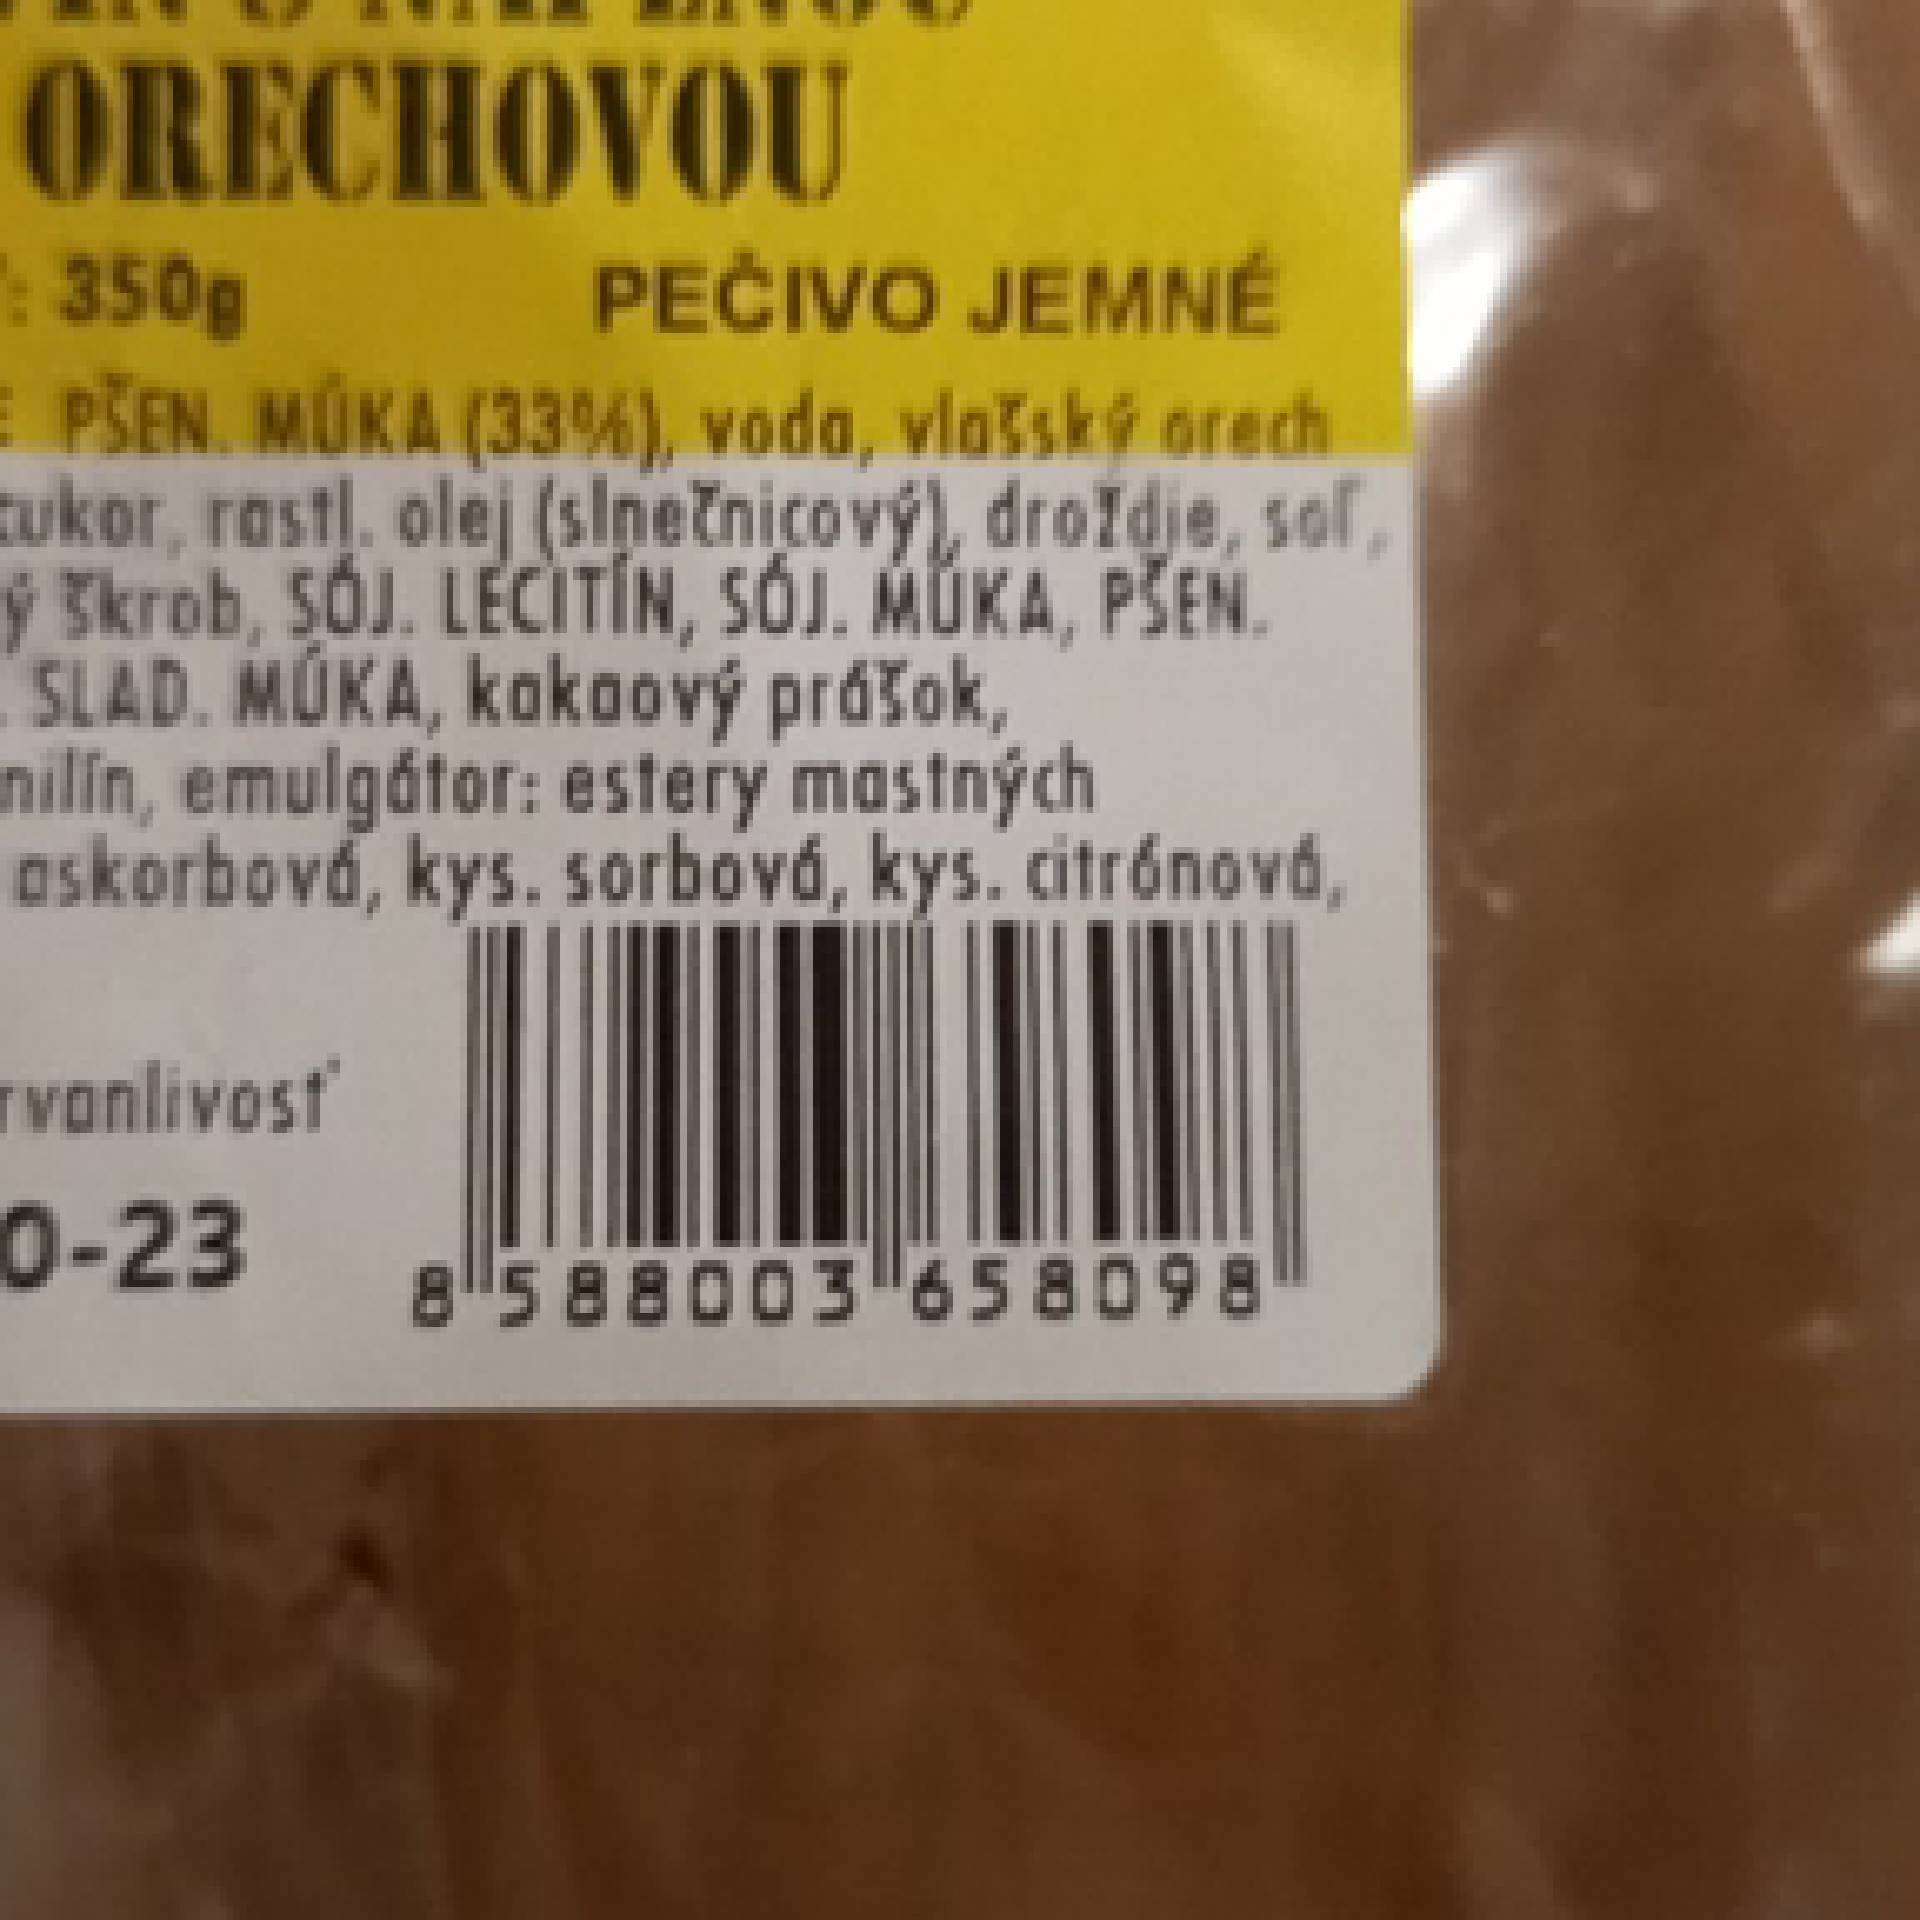 ORECHOVOU
: 350g PEČIVO JEMNÉ
PŠEN. MÚKA (33%), voda, vlašský orech
cukor, rastl. olej (slnečnicový), droždie, soľ,
ý škrob, SÓJ. LECITÍN, SÓJ. MÚKA, PŠEN.
. SLAD. MÚKA, kakaový prášok,
nilín, emulgátor: estery mastných
askorbová, kys. sorbová, kys. citrónová,
rvanlivosť
0-23
8 588003 658098